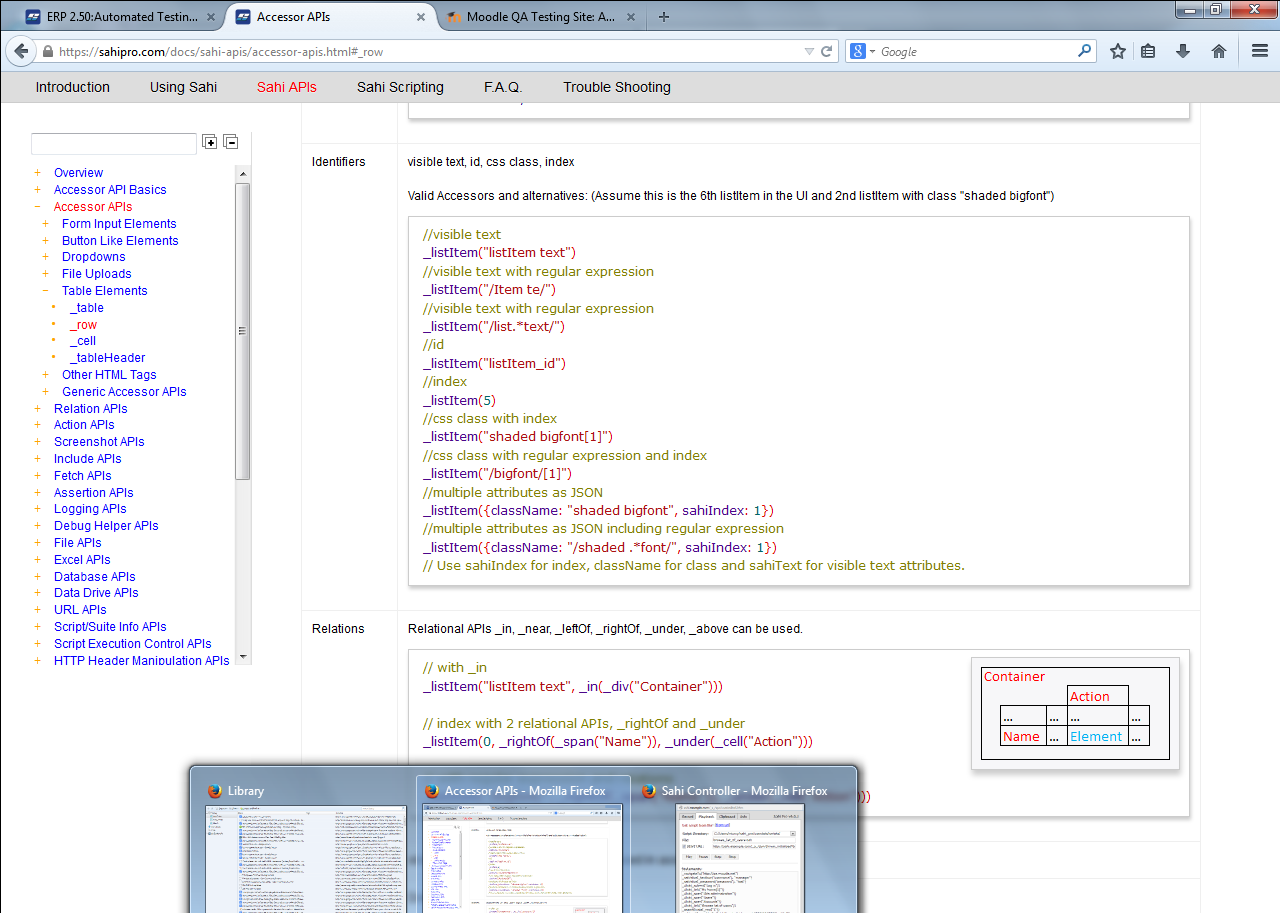 ERP 2.50:Automated Testin...
Accessor APIs
Moodle QA Testing Site: A...
https://sahipro.com/docs/sahi-apis/accessor-apis.html#_row
Google
Introduction
Using Sahi
Sahi APIs
Sahi Scripting
F.A.Q.
Trouble Shooting
Overview
Accessor API Basics
Accessor APIs
Form Input Elements
Button Like Elements
Dropdowns
File Uploads
Table Elements
_table
_row
_cell
_tableHeader
Other HTML Tags
Generic Accessor APIs
Relation APIs
Action APIs
Screenshot APIs
Include APIs
Fetch APIs
Assertion APIs
Logging APIs
Debug Helper APIs
File APIs
Excel APIs
Database APIs
Data Drive APIs
URL APIs
Script/Suite Info APIs
Script Execution Control APIs
HTTP Header Manipulation APIs
Identifiers
visible text, id, css class, index
Valid Accessors and alternatives: (Assume this is the 6th listItem in the UI and 2nd listItem with class "shaded bigfont")
//visible text
_listItem("listItem text")
//visible text with regular expression
_listItem("/Item te/")
//visible text with regular expression
_listItem("/list.*text/")
//id
_listItem("listItem_id")
//index
_listItem(5)
//css class with index
_listItem("shaded bigfont[1]")
//css class with regular expression and index
_listItem("/bigfont/[1]")
//multiple attributes as JSON
_listItem({className: "shaded bigfont", sahiIndex: 1})
//multiple attributes as JSON including regular expression
_listItem({className: "/shaded .*font/", sahiIndex: 1})
// Use sahiIndex for index, className for class and sahiText for visible text attributes.
Relations
Relational APIs _in, _near, _leftOf, _rightOf, _under, _above can be used.
// with _in
_listItem("listItem text", _in(_div("Container")))
// index with 2 relational APIs, _rightOf and _under
_listItem(0, _rightOf(_span("Name")), _under(_cell("Action")))
Container
Action
... ... ... ...
Name ... Element ...
Library
Accessor APIs - Mozilla Firefox
Sahi Controller - Mozilla Firefox
)))